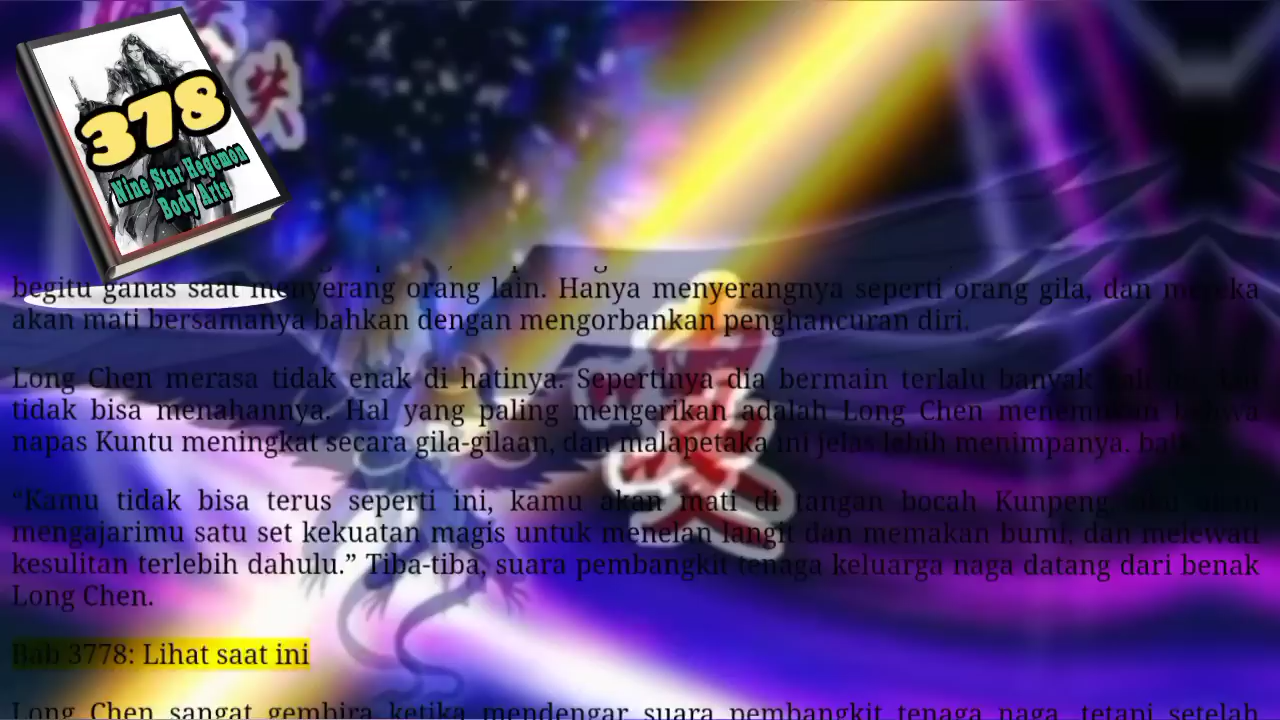 失
378
Nine Star Hegemon
Body Arts
begitu ganas saat menyerang orang lain. Hanya menyerangnya seperti orang gila, dan mereka
akan mati bersamanya bahkan dengan mengorbankan penghancuran diri.
Long Chen merasa tidak enak di hatinya. Sepertinya dia bermain terlalu banyak
tidak bisa menahannya. Hal yang paling mengerikan adalah Long Chen menemukan bahwa
napas Kuntu meningkat secara gila-gilaan, dan malapetaka ini jelas lebih menimpanya. baik
“Kamu tidak bisa terus seperti ini, kamu akan mati di tangan bocah Kunpeng, aku akan
mengajarimu satu set kekuatan magis untuk menelan langit dan memakan bumi, dan melewati
kesulitan terlebih dahulu.” Tiba-tiba, suara pembangkit tenaga keluarga naga datang dari benak
Long Chen.
Bab 3778: Lihat saat ini
Long Chen sangat gembira ketika mendengar suara pembangkit tenaga naga, tetapi setelah